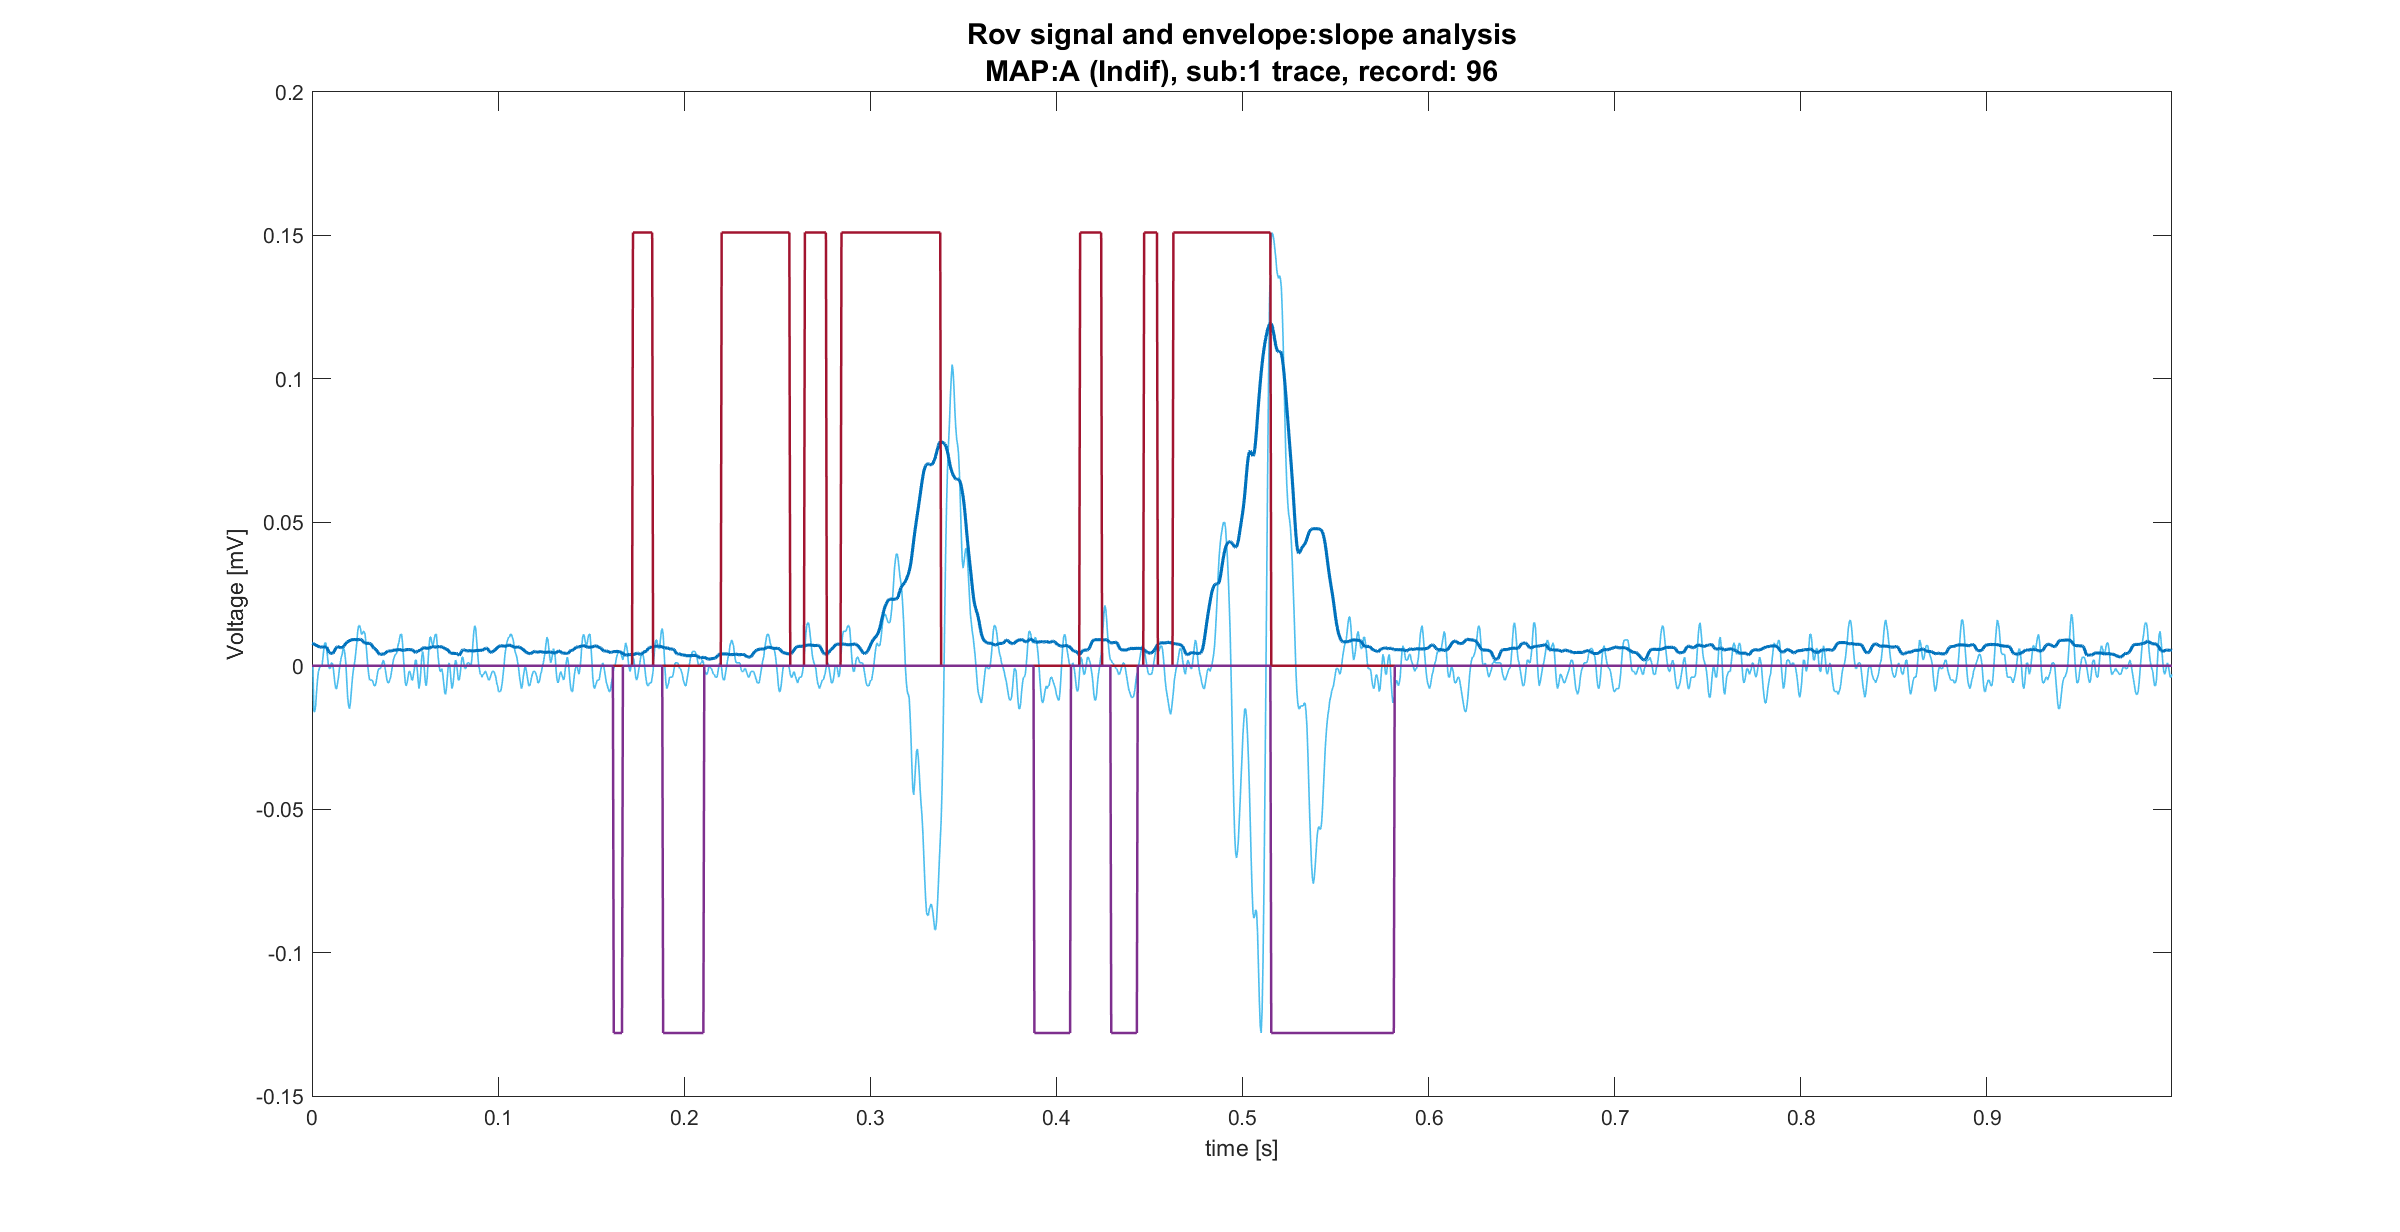 Rov signal and envelope:slope analysis
MAP:A (Indif), sub:1 trace, record: 96
0.2
0.15
0.1
0.05
0
-0.05
-0.1
-0.15
Voltage [mV]
0 0.1 0.2 0.3 0.4 0.5 0.6 0.7 0.8 0.9
time [s]